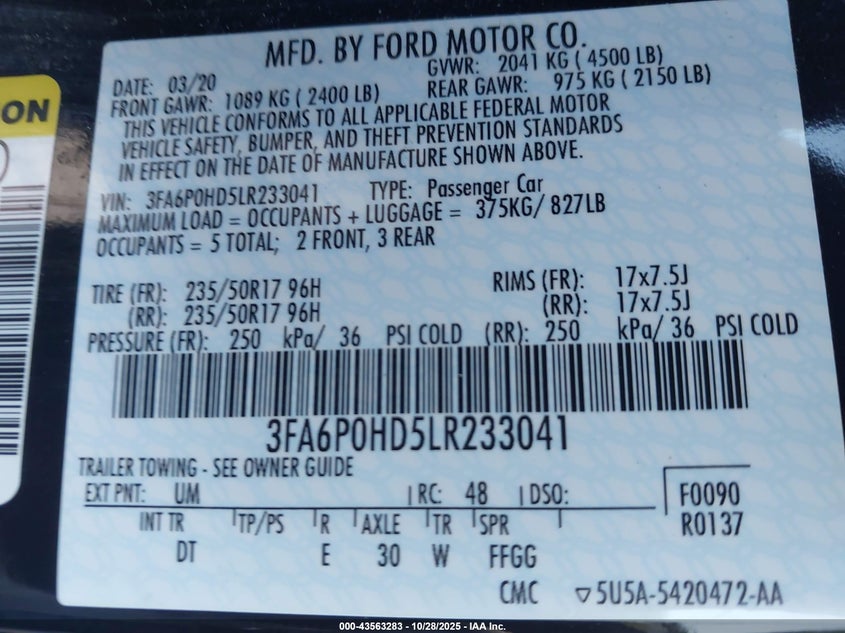 MFD. BY FORD MOTOR CO.
DATE: 03/20 GVWR: 2041 KG ( 4500 LB)
FRONT GAWR: 1089 KG ( 2400 LB) REAR GAWR: 975 KG ( 2150 LB)
THIS VEHICLE CONFORMS TO ALL APPLICABLE FEDERAL MOTOR
VEHICLE SAFETY, BUMPER, AND THEFT PREVENTION STANDARDS
IN EFFECT ON THE DATE OF MANUFACTURE SHOWN ABOVE.
VIN: 3FA6P0HD5LR233041 TYPE: Passenger Car
MAXIMUM LOAD = OCCUPANTS + LUGGAGE = 375KG/ 827LB
OCCUPANTS = 5 TOTAL; 2 FRONT, 3 REAR
TIRE (FR): 235/50R17 96H RIMS (FR): 17x7.5J
(RR): 235/50R17 96H (RR): 17x7.5J
PRESSURE (FR): 250 kPa/ 36 PSI COLD (RR): 250 kPa/ 36 PSI COLD
3FA6P0HD5LR233041
TRAILER TOWING - SEE OWNER GUIDE
EXT PNT: UM RC: 48 DSO: F0090
INT TR TP/PS R AXLE TR SPR R0137
DT E 30 W FFGG
CMC ▽5U5A-5420472-AA
ON
000-43563283 - 10/28/2025 - IAA Inc.